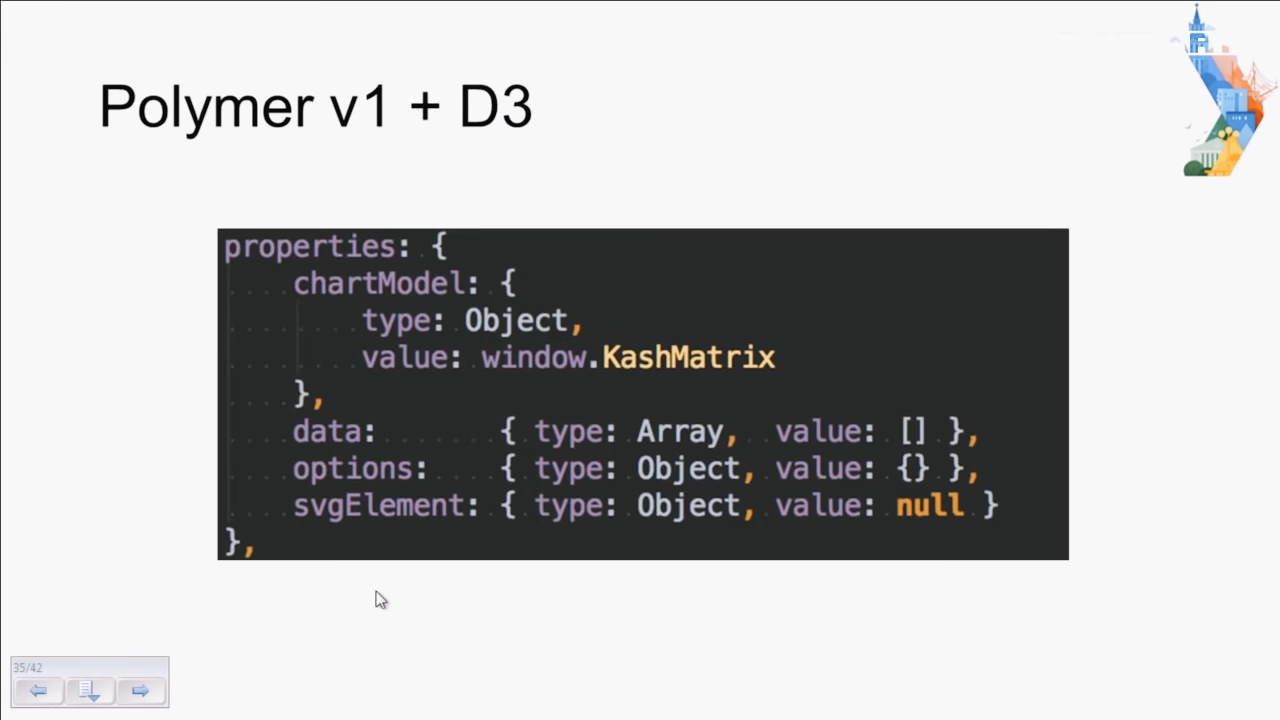 Polymer v1 + D3
properties: {
chartModel: {
type: Object,
value: window.KashMatrix
},
data: { type: Array, value: [] },
options: { type: Object, value: {} },
svgElement: { type: Object, value: null }
},
35/42